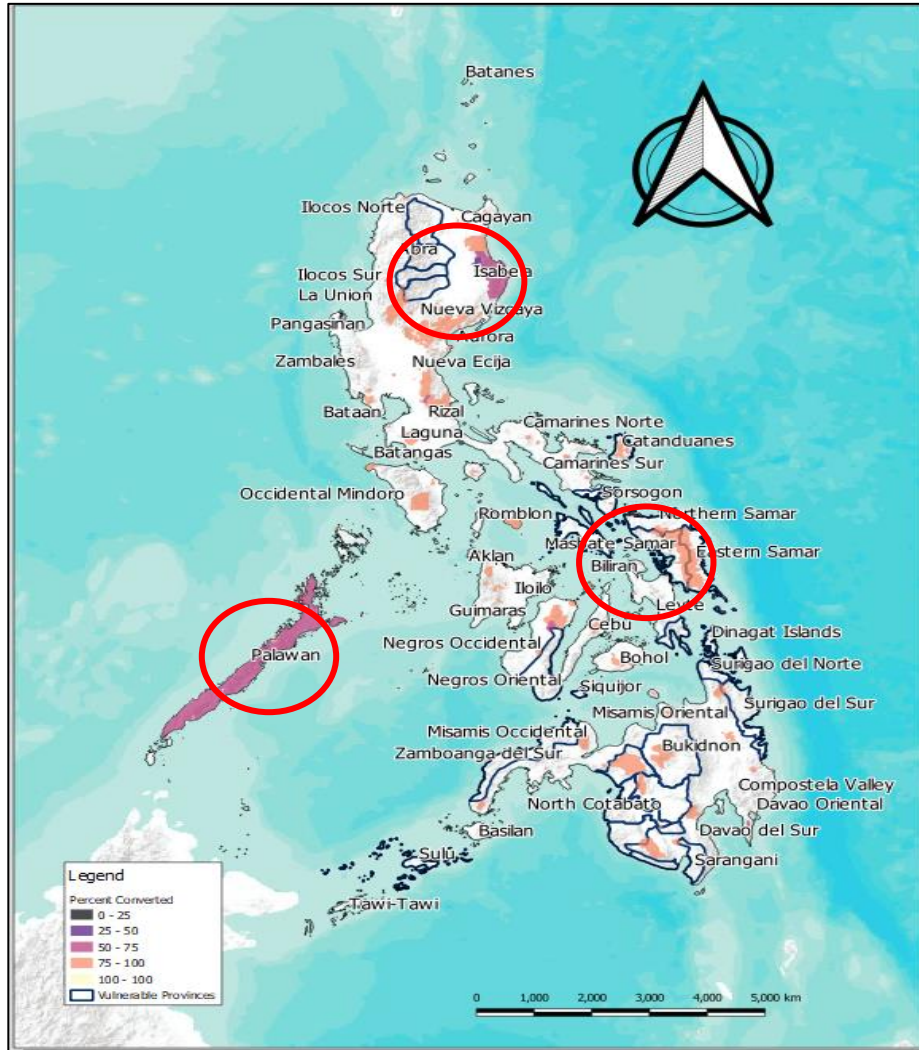 Batanes
Ilocos Norte
Cagayan
Abra
Ilocos Sur
Isabela
La Union
Nueva Vizcaya
Pangasinan
Aurora
Zambales
Nueva Ecija
Bataan
Rizal
Laguna
Camarines Norte
Catanduanes
Batangas
Camarines Sur
Occidental Mindoro
Sorsogon
Romblon
Northern Samar
Masbate
Samar
Eastern Samar
Aklan
Biliran
Iloilo
Guimaras
Leyte
Cebu
Negros Occidental
Dinagat Islands
Palawan
Bohol
Surigao del Norte
Negros Oriental
Siquijor
Surigao del Sur
Misamis Oriental
Misamis Occidental
Bukidnon
Zamboanga del Sur
Compostela Valley
North Cotabato
Davao Oriental
Basilan
Davao del Sur
Sulu
Sarangani
Tawi-Tawi
Legend
Percent Converted
0 - 25
25 - 50
50 - 75
75 - 100
100 - 100
Vulnerable Provinces
0 1,000 2,000 3,000 4,000 5,000 km